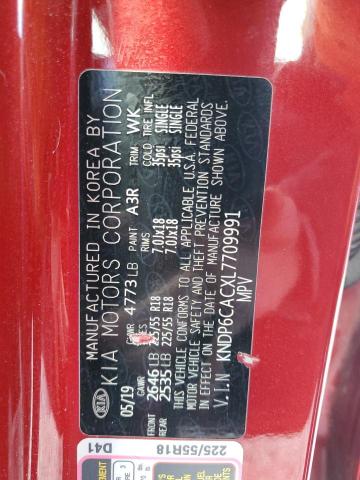 MANUFACTURED IN KOREA BY
KIA MOTORS CORPORATION
KIA
05/19 GVWR 4773 LB PAINT A3R TRIM WK
GAWR TIRES RIMS COLD TIRE INFL
FRONT 2646 LB 225/55 R18 7.0Jx18 35psi SINGLE
REAR 2535 LB 225/55 R18 7.0Jx18 35psi SINGLE
THIS VEHICLE CONFORMS TO ALL APPLICABLE U.S.A. FEDERAL
MOTOR VEHICLE SAFETY AND THEFT PREVENTION STANDARDS
IN EFFECT ON THE DATE OF MANUFACTURE SHOWN ABOVE.
V.I.N KNDP6CACXL7709991
MPV
D41 225/55R18